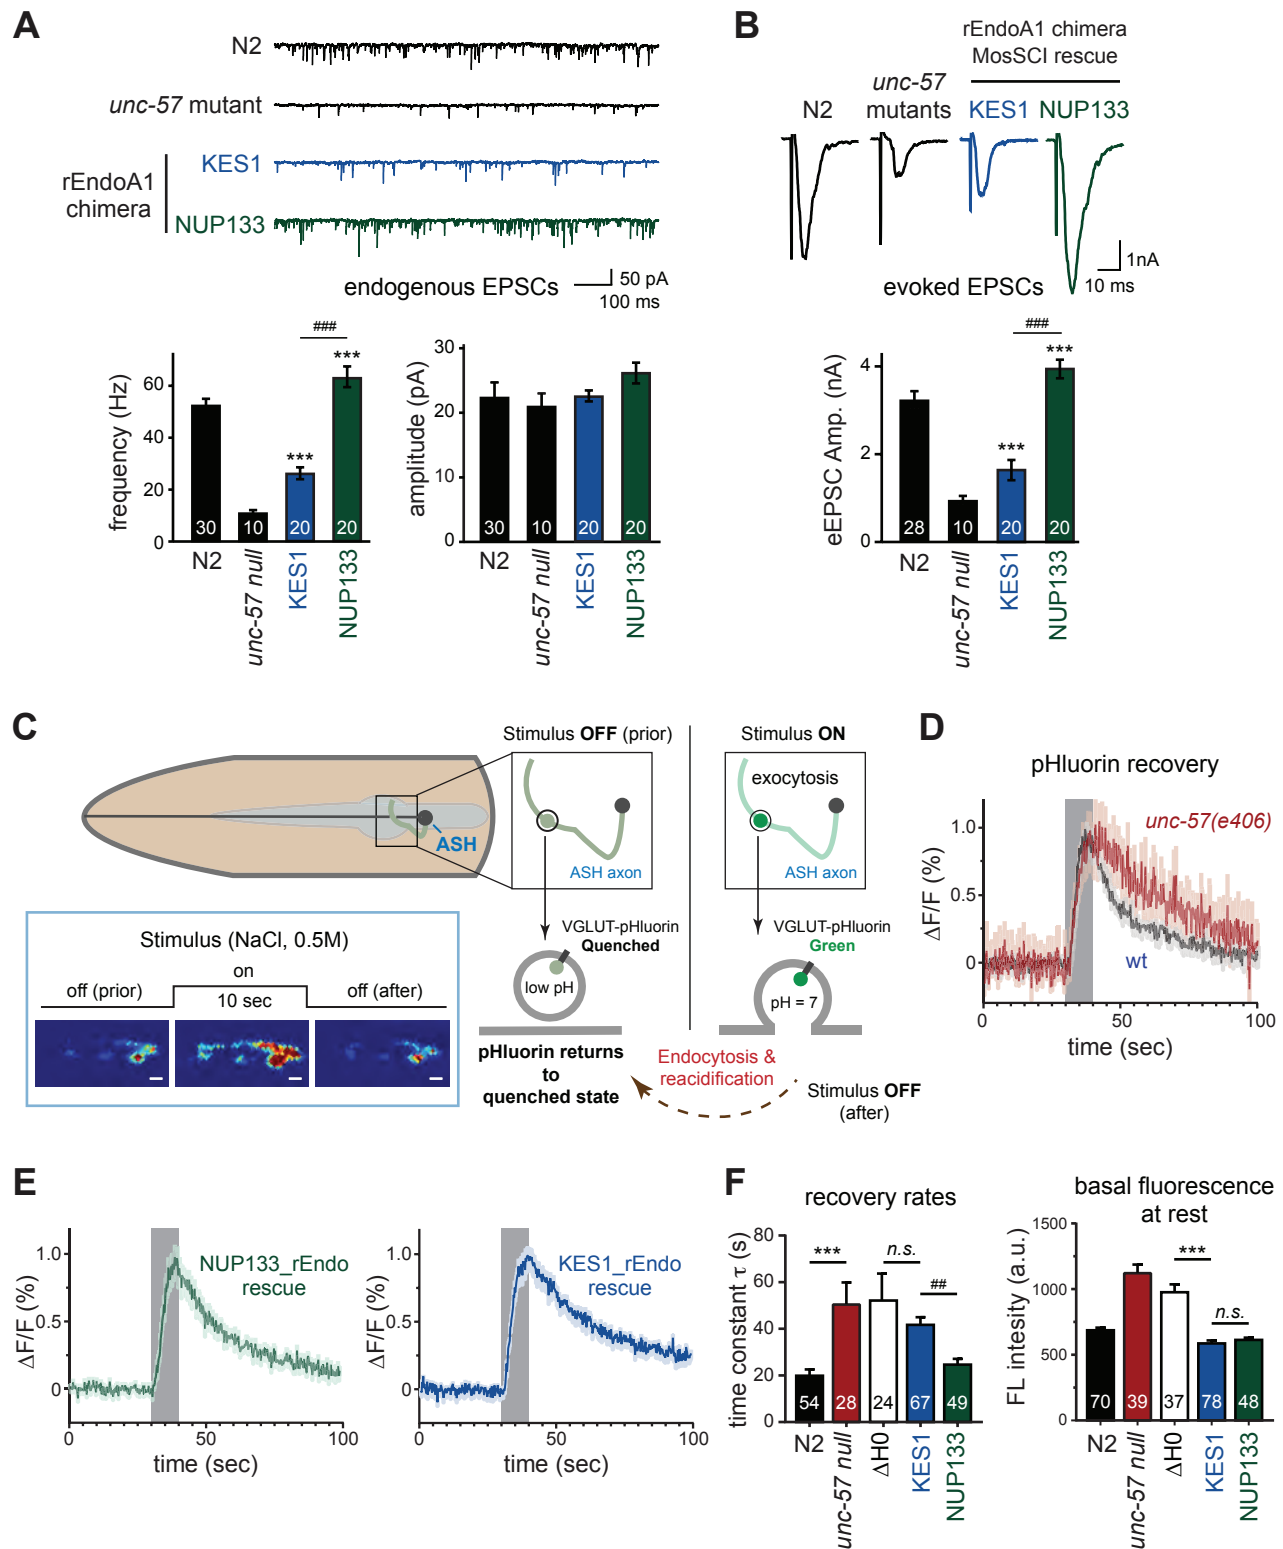 A
N2
unc-57 mutant
KES1
rEndoA1
chimera
NUP133
endogenous EPSCs
50 pA
100 ms
###
***
***
frequency (Hz)
60
40
20
0
30
10
20
20
N2
unc-57 null
KES1
NUP133
amplitude (pA)
30
20
10
0
30
10
20
20
N2
unc-57 null
KES1
NUP133
B
rEndoA1 chimera
MosSCI rescue
N2
unc-57
mutants
KES1
NUP133
1nA
10 ms
evoked EPSCs
###
***
***
eEPSC Amp. (nA)
4
2
0
28
10
20
20
N2
unc-57 null
KES1
NUP133
C
ASH
Stimulus OFF (prior)
ASH axon
VGLUT-pHluorin
Quenched
low pH
pHluorin returns
to
quenched state
Stimulus ON
exocytosis
ASH axon
VGLUT-pHluorin
Green
pH = 7
Endocytosis &
reacidification
Stimulus OFF
(after)
Stimulus (NaCl, 0.5M)
on
off (prior)
10 sec
off (after)
D
pHluorin recovery
unc-57(e406)
wt
ΔF/F (%)
1.0
0.5
0
0
50
100
time (sec)
E
NUP133_rEndo
rescue
ΔF/F (%)
1.0
0.5
0
0
50
100
time (sec)
KES1_rEndo
rescue
ΔF/F (%)
1.0
0.5
0
0
50
100
time (sec)
F
recovery rates
time constant τ (s)
80
60
40
20
0
***
n.s.
##
54
28
24
67
49
N2
unc-57 null
ΔH0
KES1
NUP133
basal fluorescence
at rest
FL intesity (a.u.)
1500
1000
500
0
***
n.s.
70
39
37
78
48
N2
unc-57 null
ΔH0
KES1
NUP133